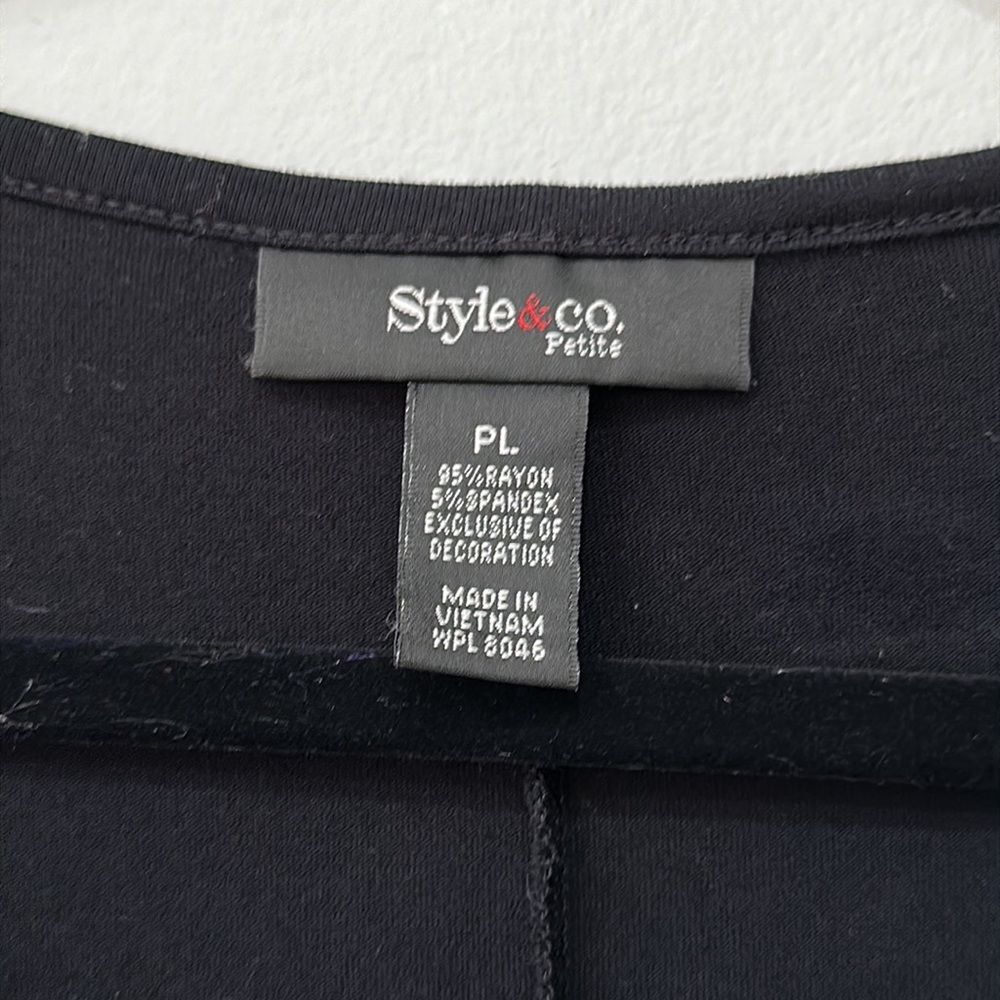 Style&co.
Petite
PL
95%RAYON
5%SPANDEX
EXCLUSIVE OF
DECORATION
MADE IN
VIETNAM
WPL 8046